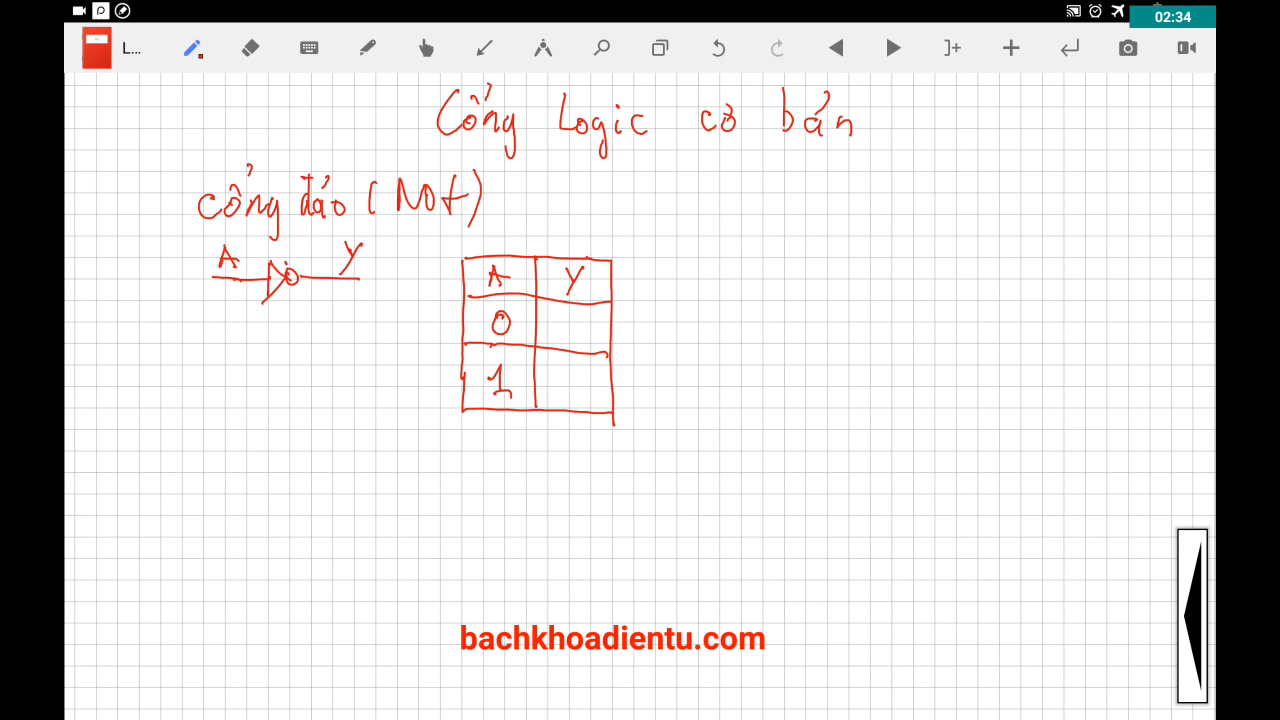 02:34
L...
Cổng Logic cơ bản
cổng đảo (Not)
A Y
A Y
0
1
bachkhoadientu.com